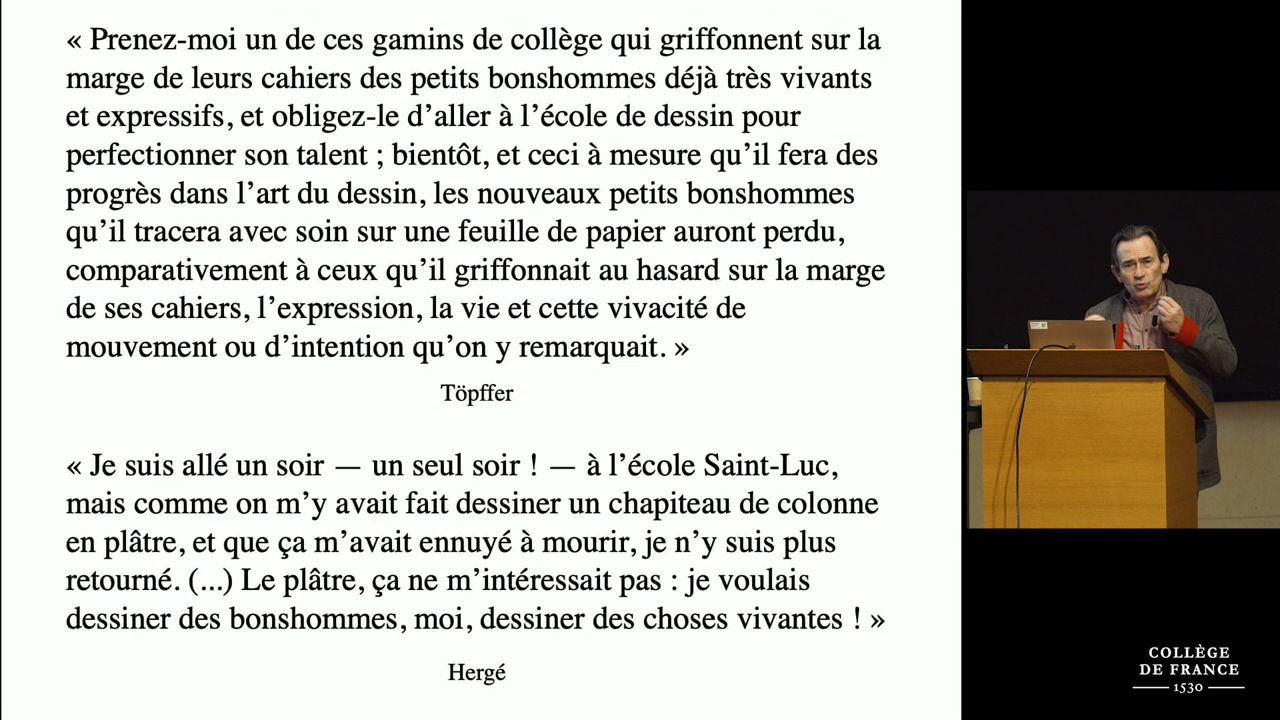 « Prenez-moi un de ces gamins de collège qui griffonnent sur la
marge de leurs cahiers des petits bonshommes déjà très vivants
et expressifs, et obligez-le d’aller à l’école de dessin pour
perfectionner son talent ; bientôt, et ceci à mesure qu’il fera des
progrès dans l’art du dessin, les nouveaux petits bonshommes
qu’il tracera avec soin sur une feuille de papier auront perdu,
comparativement à ceux qu’il griffonnait au hasard sur la marge
de ses cahiers, l’expression, la vie et cette vivacité de
mouvement ou d’intention qu’on y remarquait. »
Töpffer
« Je suis allé un soir — un seul soir ! — à l’école Saint-Luc,
mais comme on m’y avait fait dessiner un chapiteau de colonne
en plâtre, et que ça m’avait ennuyé à mourir, je n’y suis plus
retourné. (...) Le plâtre, ça ne m’intéressait pas : je voulais
dessiner des bonshommes, moi, dessiner des choses vivantes ! »
Hergé
COLLÈGE
DE FRANCE
1530